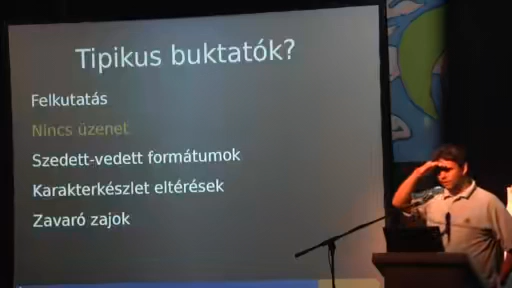 Tipikus buktatók?
Felkutatás
Nincs üzenet
Szedett-vedett formátumok
Karakterkészlet eltérések
Zavaró zajok